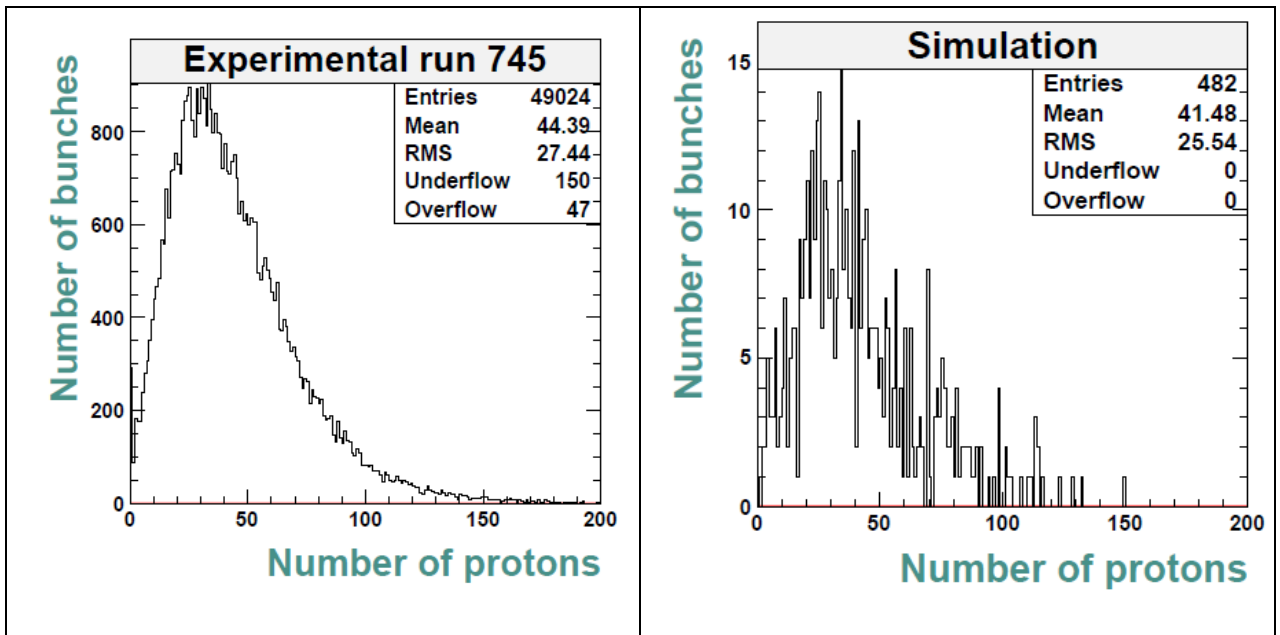 Experimental run 745
Entries 49024
Mean 44.39
RMS 27.44
Underflow 150
Overflow 47
Number of bunches
800
600
400
200
0
0 50 100 150 200
Number of protons
Simulation
Entries 482
Mean 41.48
RMS 25.54
Underflow 0
Overflow 0
Number of bunches
15
10
5
0
0 50 100 150 200
Number of protons